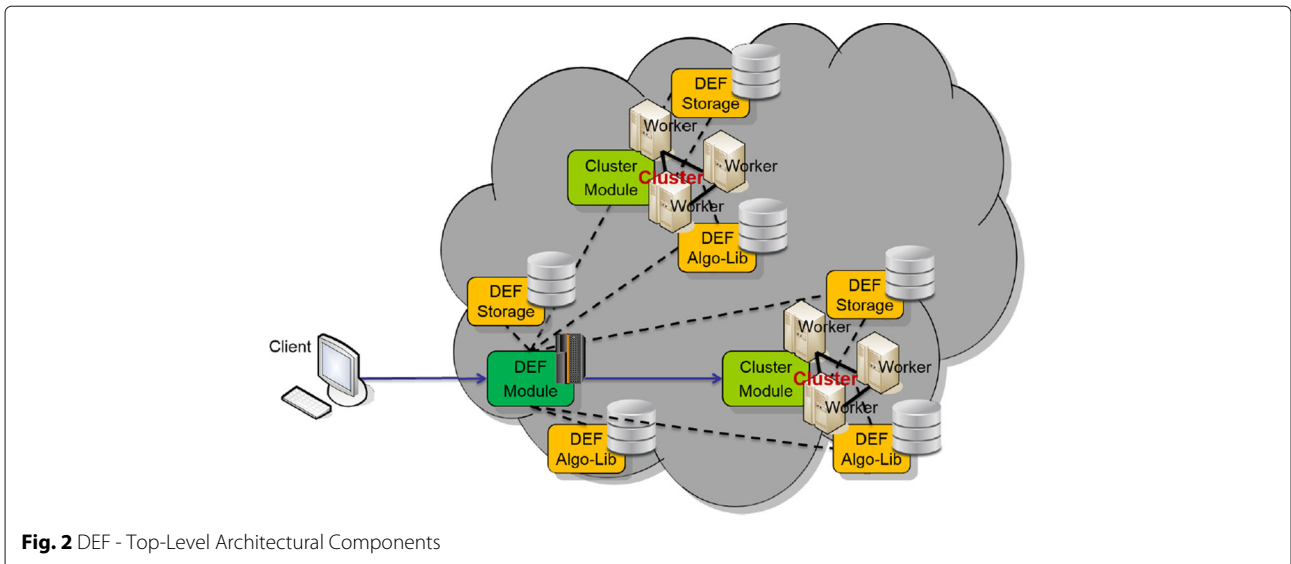 DEF
Storage
Worker
Cluster
Module
Worker
Cluster
Worker
DEF
Algo-Lib
DEF
Storage
DEF
Storage
Client
Worker
DEF
Module
Cluster
Module
Worker
Cluster
Worker
DEF
Algo-Lib
DEF
Algo-Lib
Fig. 2 DEF - Top-Level Architectural Components